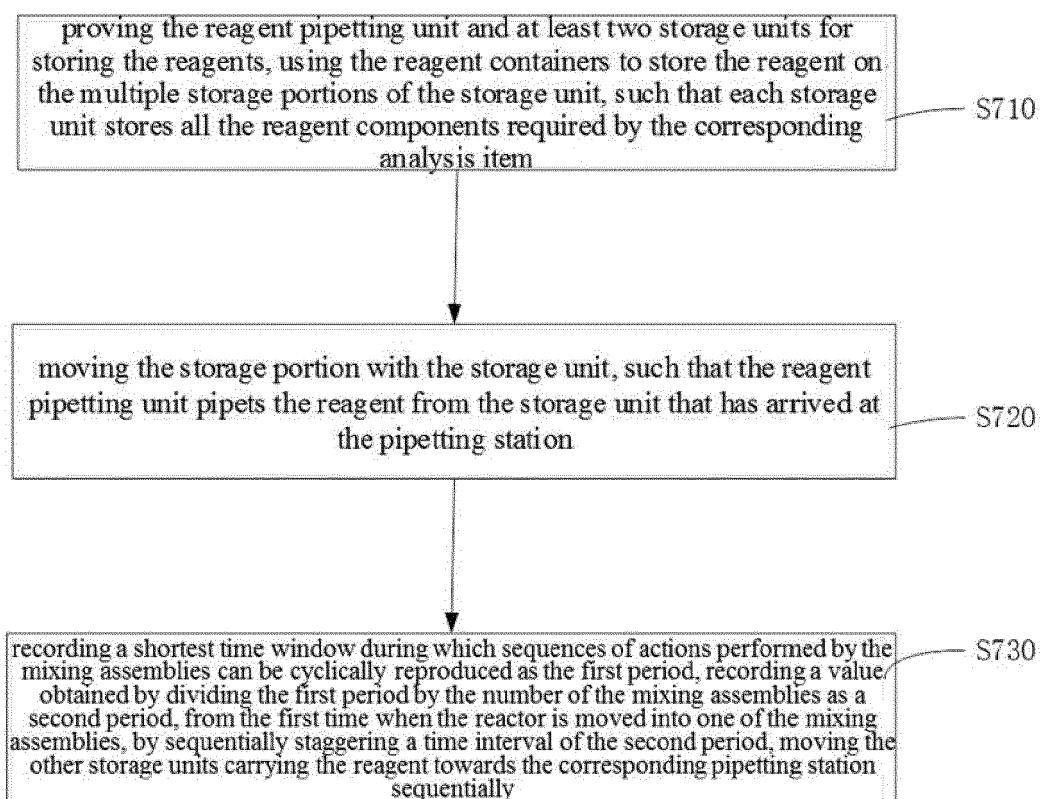 proving the reagent pipetting unit and at least two storage units for
storing the reagents, using the reagent containers to store the reagent on
the multiple storage portions of the storage unit, such that each storage
unit stores all the reagent components required by the corresponding
analysis item
S710
moving the storage portion with the storage unit, such that the reagent
pipetting unit pipets the reagent from the storage unit that has arrived at
the pipetting station
S720
recording a shortest time window during which sequences of actions performed by the
mixing assemblies can be cyclically reproduced as the first period, recording a value
obtained by dividing the first period by the number of the mixing assemblies as a
second period, from the first time when the reactor is moved into one of the mixing
assemblies, by sequentially staggering a time interval of the second period, moving the
other storage units carrying the reagent towards the corresponding pipetting station
sequentially
S730